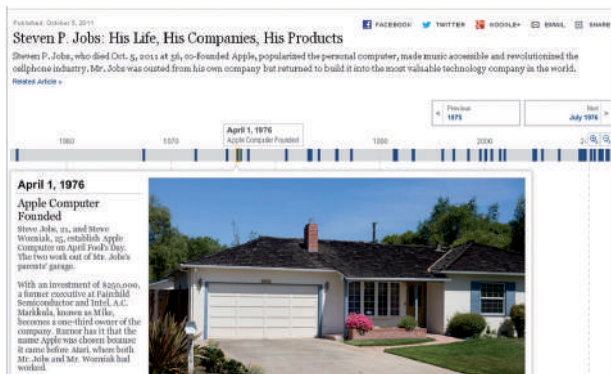 Published: October 5, 2011
FACEBOOK TWITTER GOOGLE+ EMAIL SHARE
Steven P. Jobs: His Life, His Companies, His Products
Steven P. Jobs, who died Oct. 5, 2011 at 56, co-founded Apple, popularized the personal computer, made music accessible and revolutionized the
cellphone industry. Mr. Jobs was ousted from his own company but returned to build it into the most valuable technology company in the world.
Related Article »
< Previous
1975
Next >
July 1976
April 1, 1976
Apple Computer Founded
1960 1970 1990 2000
April 1, 1976
Apple Computer
Founded
Steve Jobs, 21, and Steve
Wozniak, 25, establish Apple
Computer on April Fool's Day.
The two work out of Mr. Jobs's
parents' garage.
With an investment of $250,000,
a former executive at Fairchild
Semiconductor and Intel, A.C.
Markkula, known as Mike,
becomes a one-third owner of the
company. Rumor has it that the
name Apple was chosen because
it came before Atari, where both
Mr. Jobs and Mr. Wozniak had
worked.